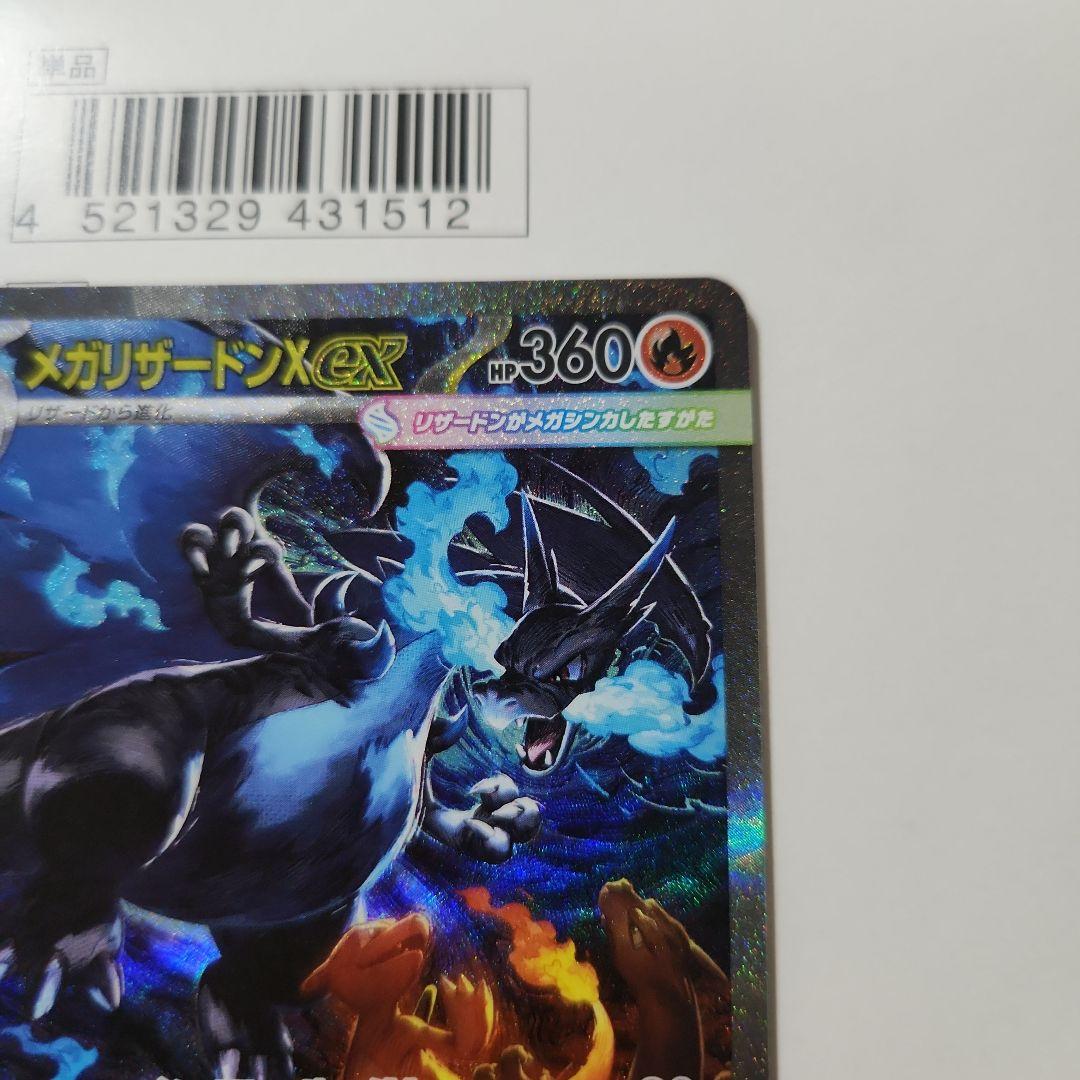 単品
4 521329 431512
メガリザードンXex
HP360
リザードから進化
リザードンがメガシンカしたすがた